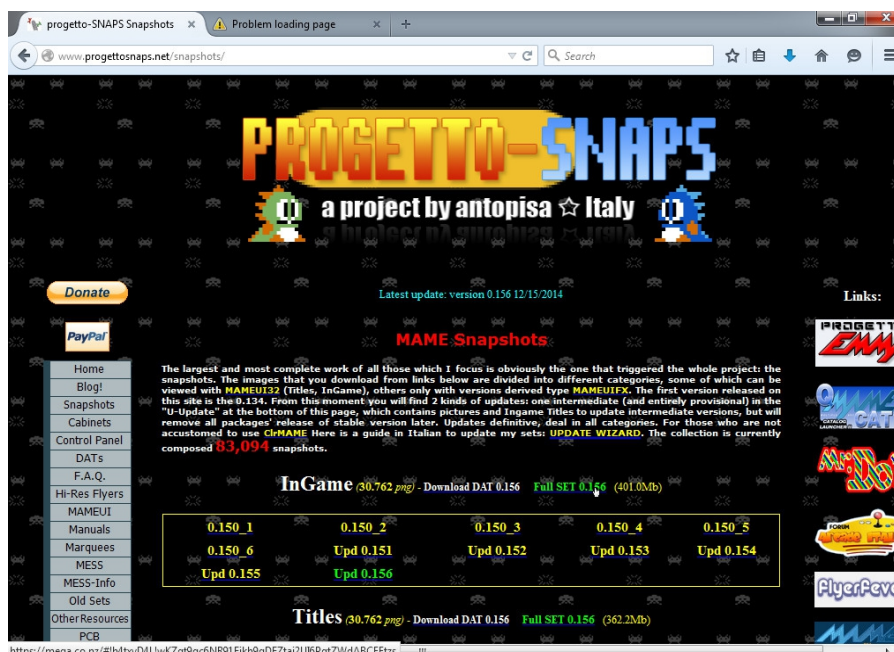 progetto-SNAPS Snapshots
Problem loading page
www.progettosnaps.net/snapshots/
Search
PROGETTO-SNAPS
a project by antopisa ☆ Italy
Donate
Latest update: version 0.156 12/15/2014
Links:
PayPal
MAME Snapshots
Home
Blog!
Snapshots
Cabinets
Control Panel
DATs
F.A.Q.
Hi-Res Flyers
MAMEUI
Manuals
Marquees
MESS
MESS-Info
Old Sets
Other Resources
PCB
The largest and most complete work of all those which I focus is obviously the one that triggered the whole project: the
snapshots. The images that you download from links below are divided into different categories, some of which can be
viewed with MAMEUI32 (Titles, InGame), others only with versions derived type MAMEUIFX. The first version released on
this site is the 0.134. From this moment you will find 2 kinds of updates: one intermediate (and entirely provisional) in the
"U-Update" at the bottom of this page, which contains pictures and Ingame Titles to update intermediate versions, but will
remove all packages' release of stable version later. Updates definitive, deal in all categories. For those who are not
accustomed to use ClrMAME Here is a guide in Italian to update my sets: UPDATE WIZARD. The collection is currently
composed 83,094 snapshots.
InGame (30.762 png) - Download DAT 0.156 Full SET 0.156 (401.0Mb)
0.150_1 0.150_2 0.150_3 0.150_4 0.150_5
0.150_6 Upd 0.151 Upd 0.152 Upd 0.153 Upd 0.154
Upd 0.155 Upd 0.156
Titles (30.762 png) - Download DAT 0.156 Full SET 0.156 (362.2Mb)
PROGETT
EMMA
CATALOG
LAUNCHER
CAT
Mr.Do
FORUM
FlyerFeve